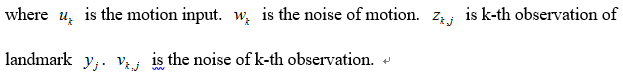 where u_k is the motion input. w_k is the noise of motion. z_{k,j} is k-th observation of
landmark y_j. v_{k,j} is the noise of k-th observation. ↵